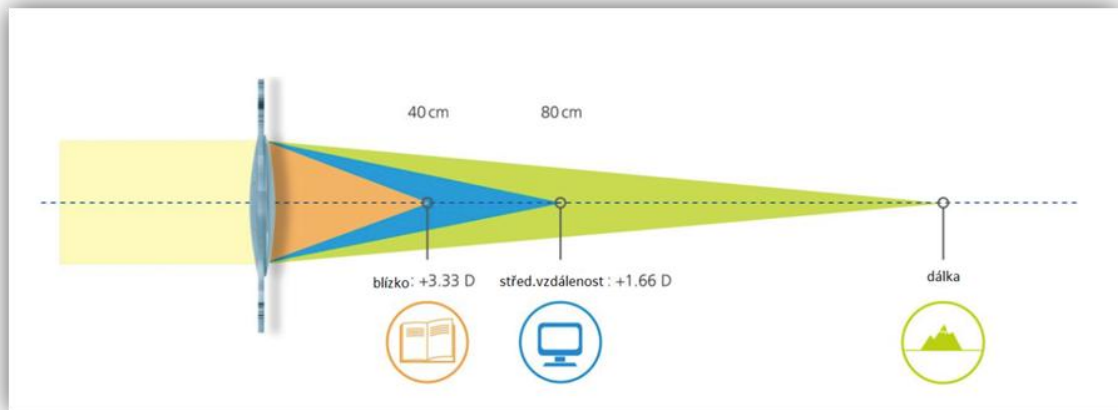 40 cm
80 cm
blízko: +3.33 D
střed.vzdálenost : +1.66 D
dálka